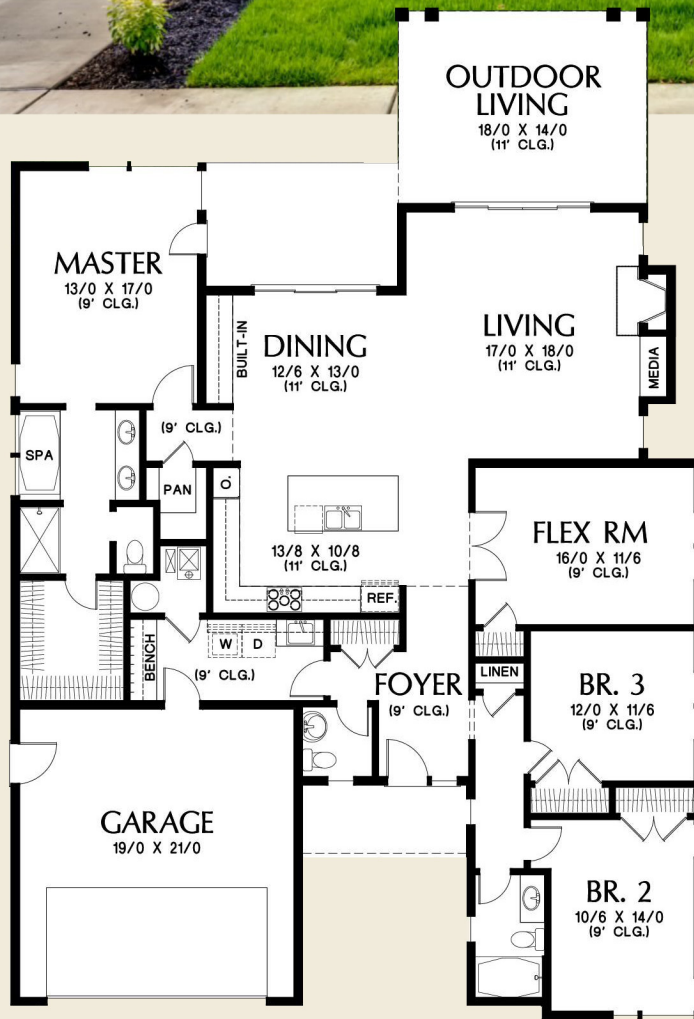 OUTDOOR
LIVING
18/0 X 14/0
(11' CLG.)
MASTER
13/0 X 17/0
(9' CLG.)
BUILT-IN
DINING
12/6 X 13/0
(11' CLG.)
LIVING
17/0 X 18/0
(11' CLG.)
MEDIA
(9' CLG.)
SPA
PAN
O.
13/8 X 10/8
(11' CLG.)
REF.
FLEX RM
16/0 X 11/6
(9' CLG.)
BENCH
W
D
(9' CLG.)
FOYER
(9' CLG.)
LINEN
BR. 3
12/0 X 11/6
(9' CLG.)
GARAGE
19/0 X 21/0
BR. 2
10/6 X 14/0
(9' CLG.)